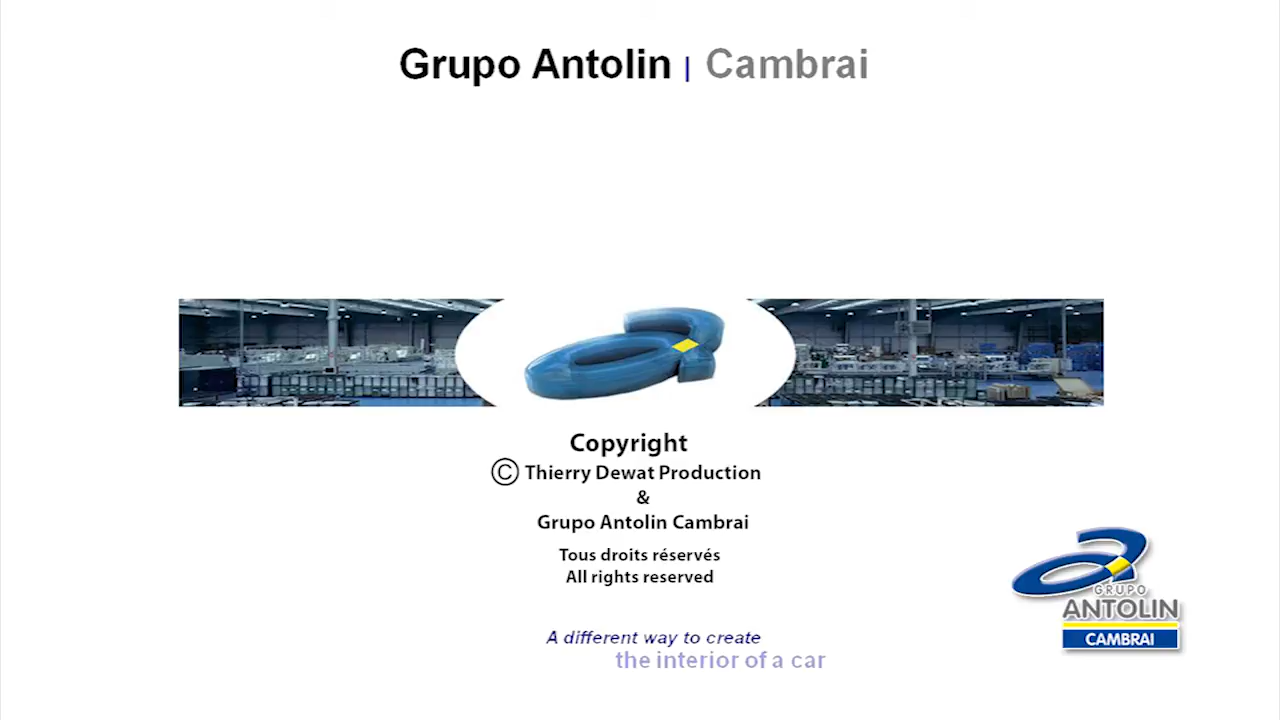 Grupo Antolin | Cambrai
Copyright
© Thierry Dewat Production
&
Grupo Antolin Cambrai
Tous droits réservés
All rights reserved
A different way to create
the interior of a car
GRUPO
ANTOLIN
CAMBRAI